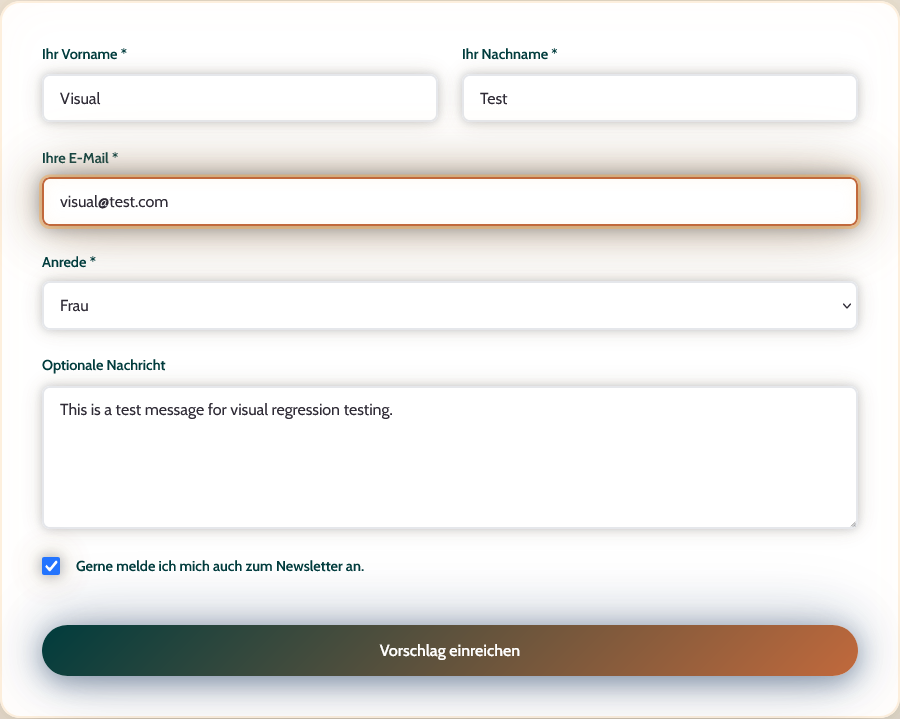 Ihr Vorname *
Ihr Nachname *
Visual
Test
Ihre E-Mail *
visual@test.com
Anrede *
Frau
Optionale Nachricht
This is a test message for visual regression testing.
Gerne melde ich mich auch zum Newsletter an.
Vorschlag einreichen